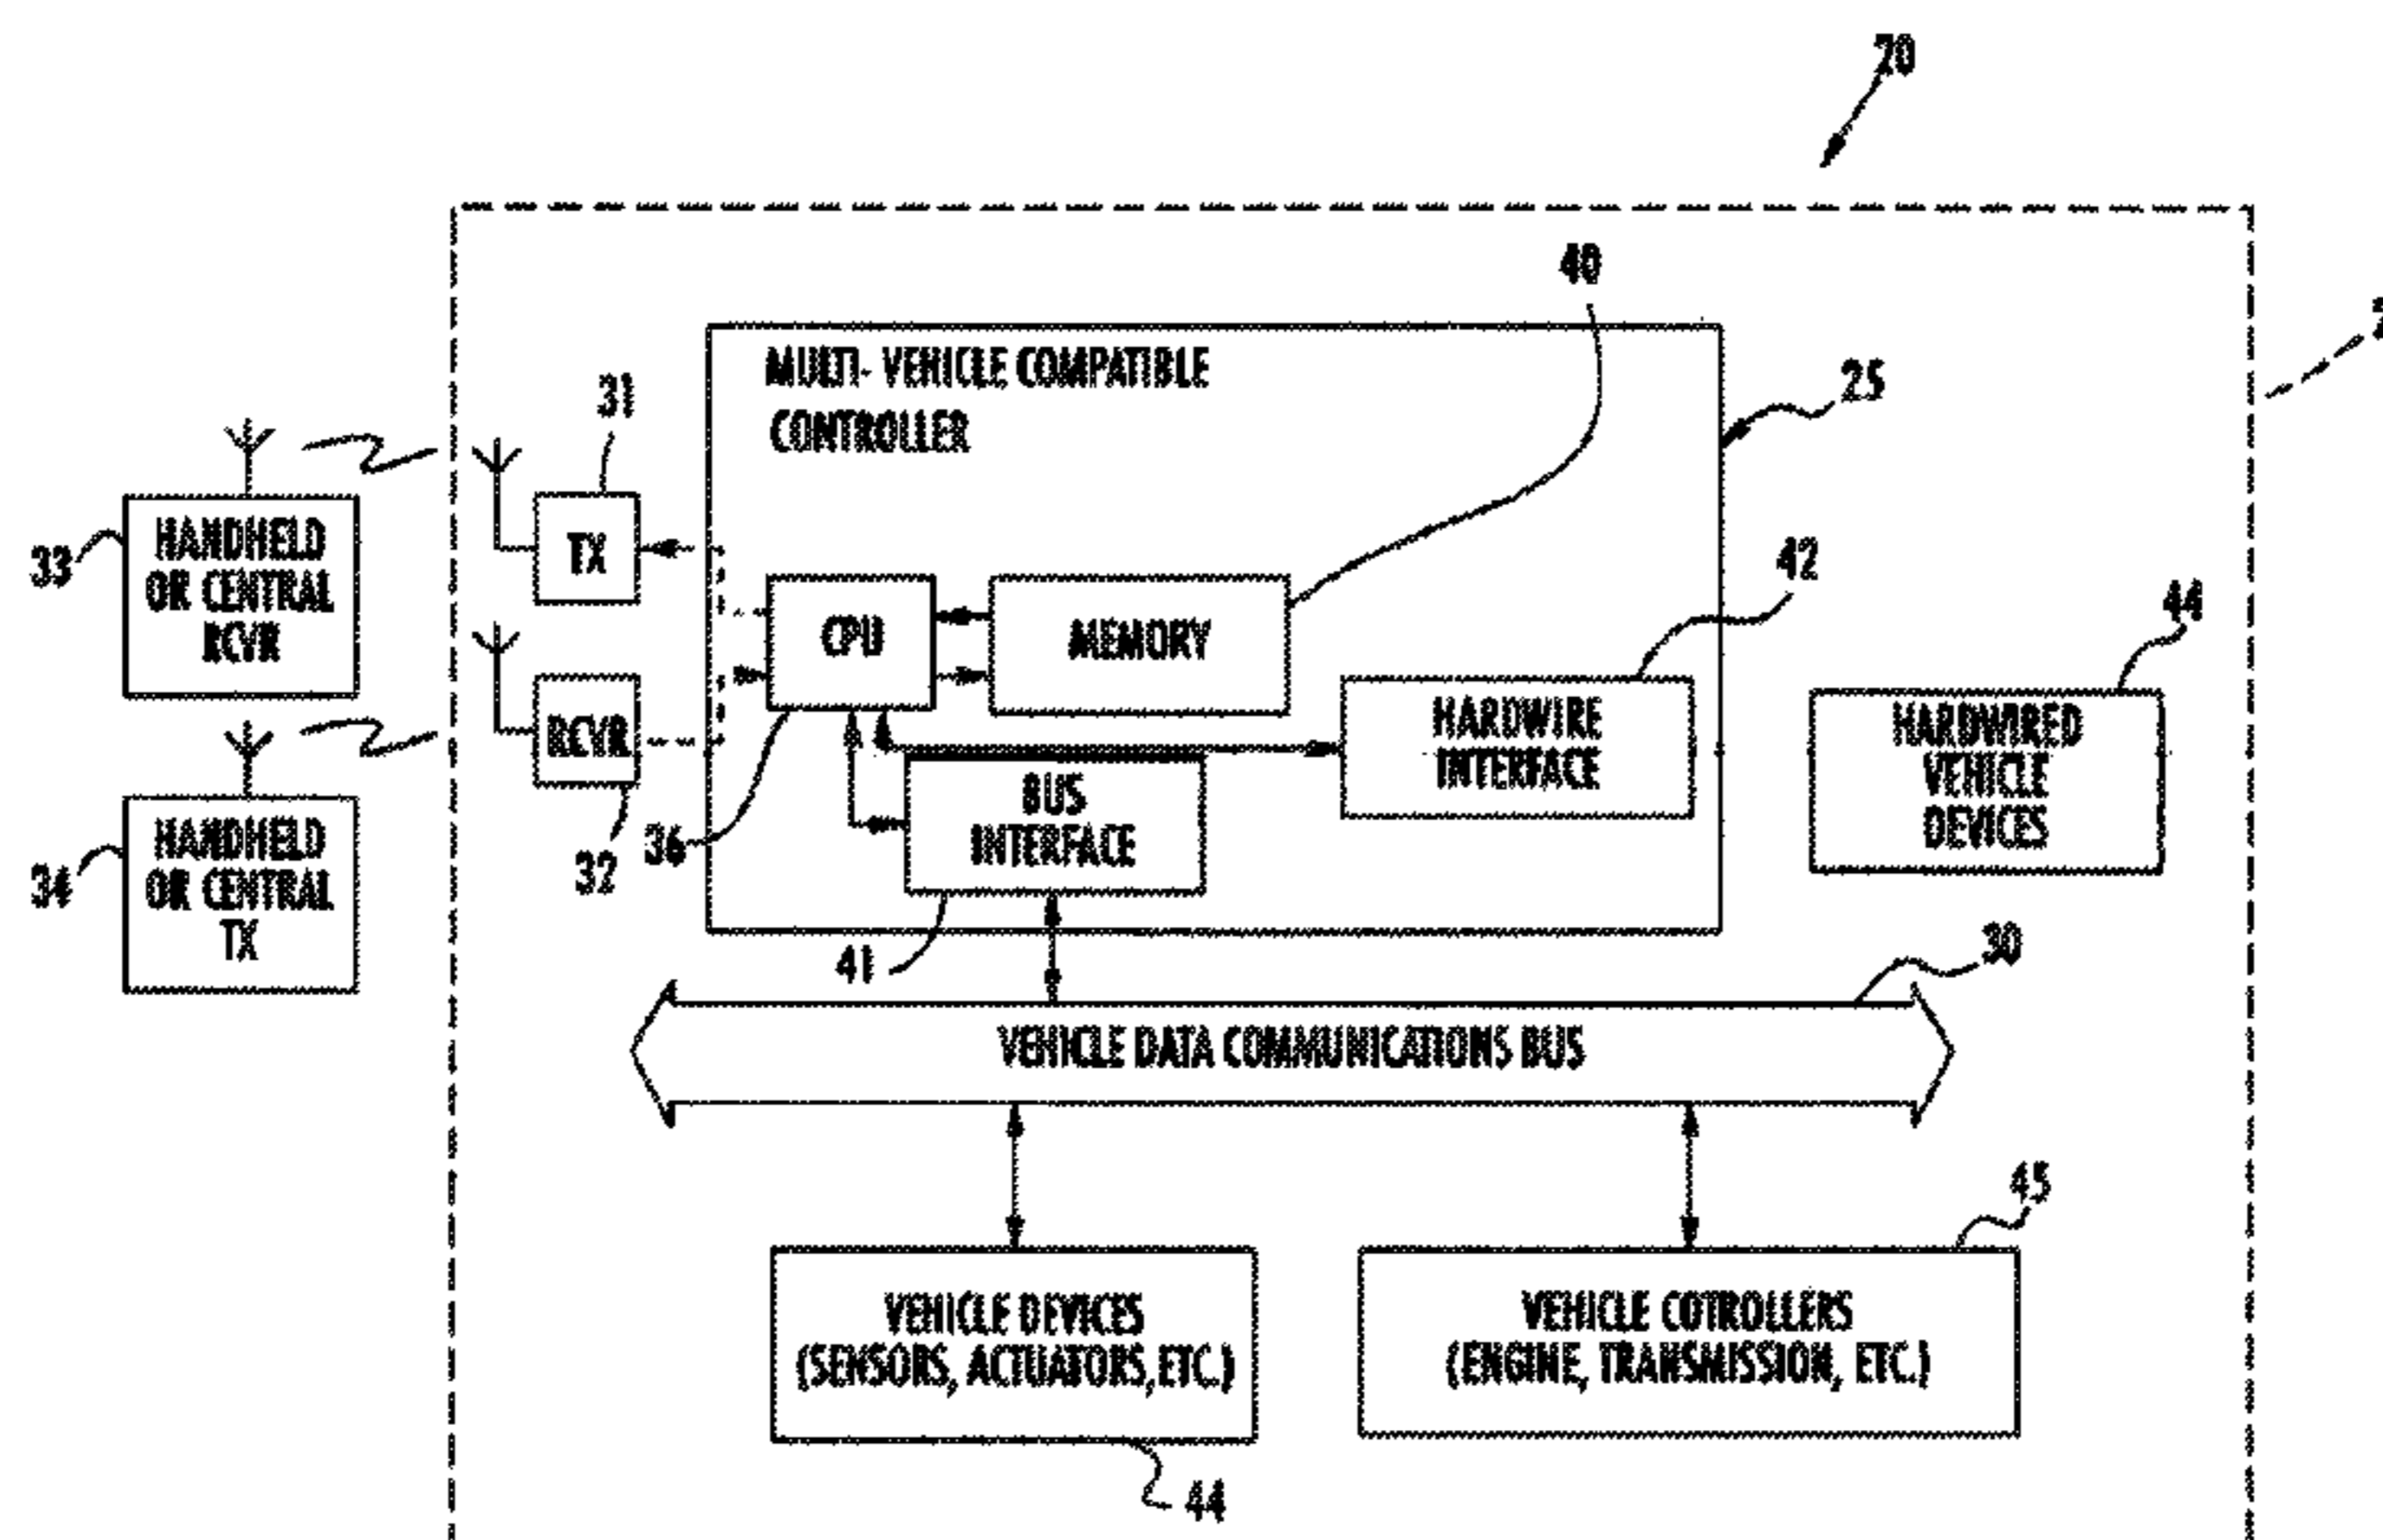 20
40
MULTI- VEHICLE COMPATIBLE
CONTROLLER
25
31
33
HANDHELD
OR CENTRAL
RCVR
TX
42
44
CPU
MEMORY
HARDWIRE
INTERFACE
HARDWIRED
VEHICLE
DEVICES
RCVR
BUS
INTERFACE
36
32
34
HANDHELD
OR CENTRAL
TX
41
30
VEHICLE DATA COMMUNICATIONS BUS
45
VEHICLE DEVICES
(SENSORS, ACTUATORS, ETC.)
VEHICLE COTROLLERS
(ENGINE, TRANSMISSION, ETC.)
44